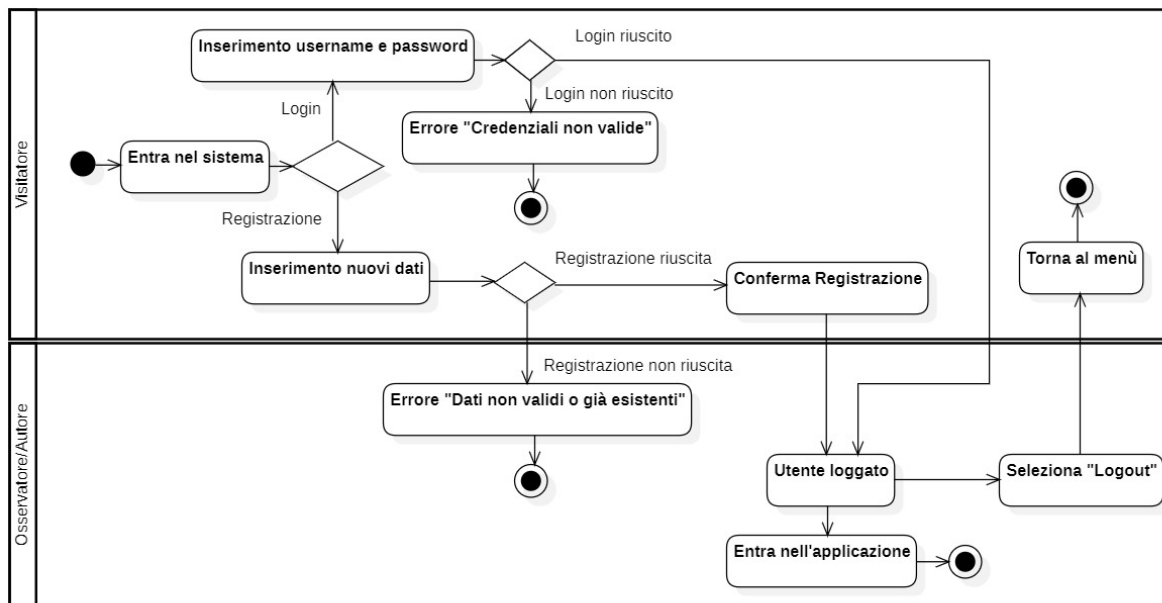 Visitatore
Inserimento username e password
Login riuscito
Login non riuscito
Login
Errore "Credenziali non valide"
Entra nel sistema
Registrazione
Inserimento nuovi dati
Registrazione riuscita
Conferma Registrazione
Torna al menù
Osservatore/Autore
Registrazione non riuscita
Errore "Dati non validi o già esistenti"
Utente loggato
Seleziona "Logout"
Entra nell'applicazione